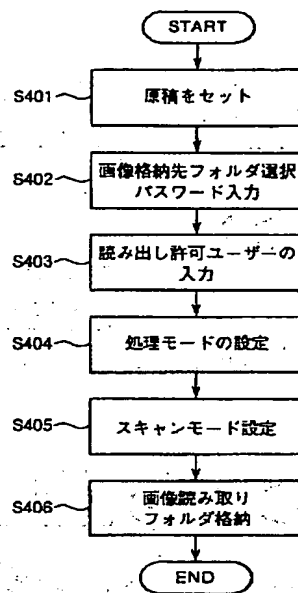 START
S401
原稿をセット
S402
画像格納先フォルダ選択
パスワード入力
S403
読み出し許可ユーザーの
入力
S404
処理モードの設定
S405
スキャンモード設定
S406
画像読み取り
フォルダ格納
END